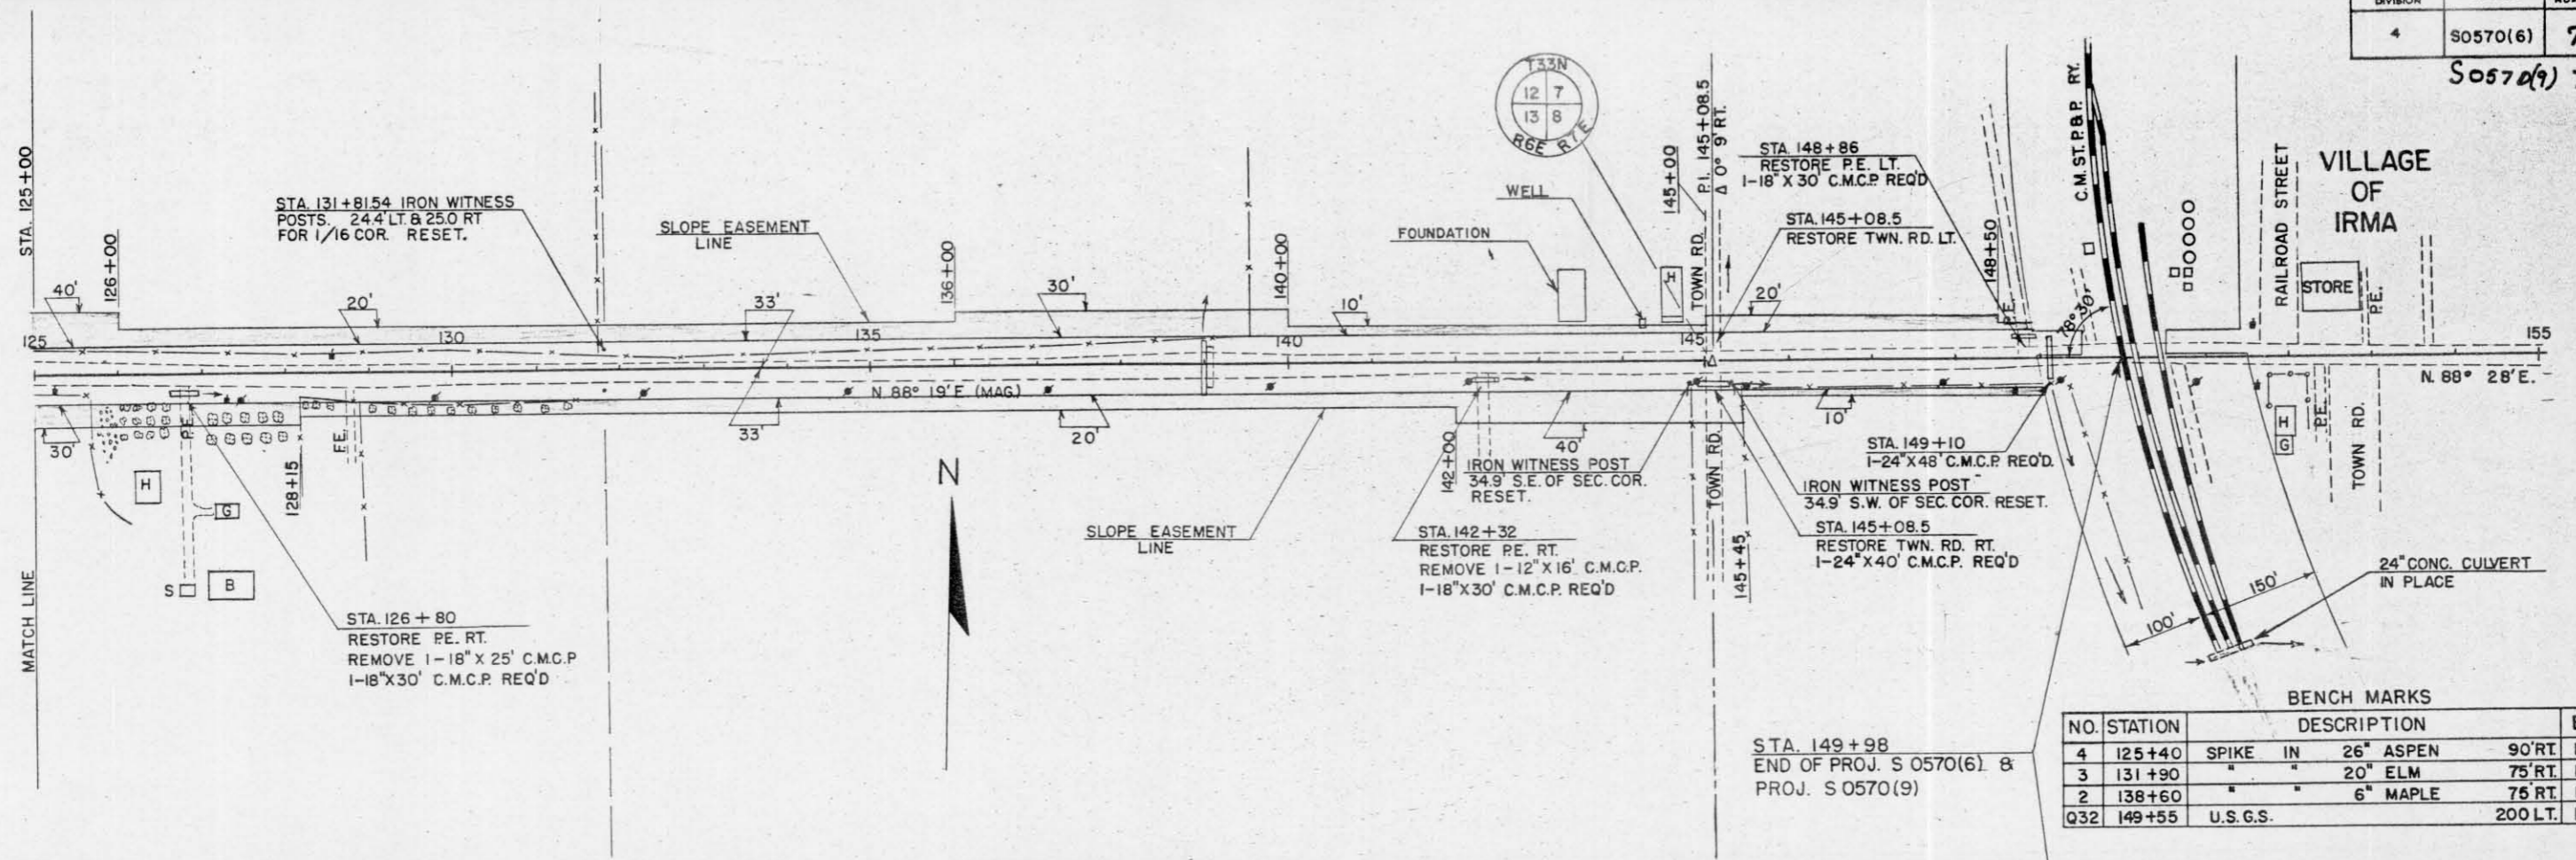 DIVISION
4 S0570(6) 7
S0570(9)
STA. 125+00
126+00
40'
20'
STA. 131+81.54 IRON WITNESS
POSTS. 24.4' LT. & 25.0 RT
FOR 1/16 COR. RESET.
SLOPE EASEMENT
LINE
33'
136+00
30'
140+00
10'
FOUNDATION
WELL
T33N
12 7
13 8
R6E R7E
H
145+00
TOWN RD.
P.I. 145+08.5
Δ 0° 9' RT.
STA. 148+86
RESTORE P.E. LT.
1-18" X 30' C.M.C.P. REQ'D
STA. 145+08.5
RESTORE TWN. RD. LT.
20'
148+50
P.E.
C.M. ST. P. & P. RY.
78° 30'
RAILROAD STREET
VILLAGE
OF
IRMA
STORE
P.E.
125
130
135
140
145
155
N. 88° 19' E (MAG.)
N. 88° 28' E.
30'
P.E.
128+15
F.E.
33'
20'
142+00
40'
10'
H
G
S
B
MATCH LINE
STA. 126+80
RESTORE P.E. RT.
REMOVE 1-18" X 25' C.M.C.P
1-18" X 30' C.M.C.P. REQ'D
N
SLOPE EASEMENT
LINE
IRON WITNESS POST
34.9' S.E. OF SEC. COR.
RESET.
STA. 142+32
RESTORE P.E. RT.
REMOVE 1-12" X 16' C.M.C.P.
1-18" X 30' C.M.C.P. REQ'D
TOWN RD.
145+45
STA. 149+10
1-24" X 48' C.M.C.P. REQ'D.
IRON WITNESS POST
34.9' S.W. OF SEC. COR. RESET.
STA. 145+08.5
RESTORE TWN. RD. RT.
1-24" X 40' C.M.C.P. REQ'D
H
G
P.E.
TOWN RD.
24" CONC. CULVERT
IN PLACE
150'
100'
STA. 149+98
END OF PROJ. S 0570(6) &
PROJ. S 0570(9)
BENCH MARKS
NO. STATION DESCRIPTION
4 125+40 SPIKE IN 26" ASPEN 90' RT.
3 131+90 " " 20" ELM 75' RT.
2 138+60 " " 6" MAPLE 75' RT.
Q32 149+55 U.S.G.S. 200 LT.